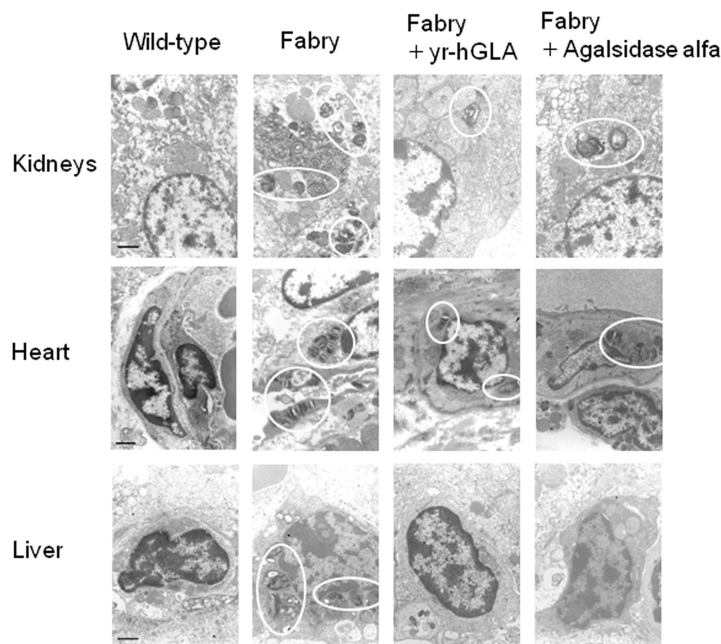 Wild-type
Fabry
Fabry
+ yr-hGLA
Fabry
+ Agalsidase alfa
Kidneys
Heart
Liver